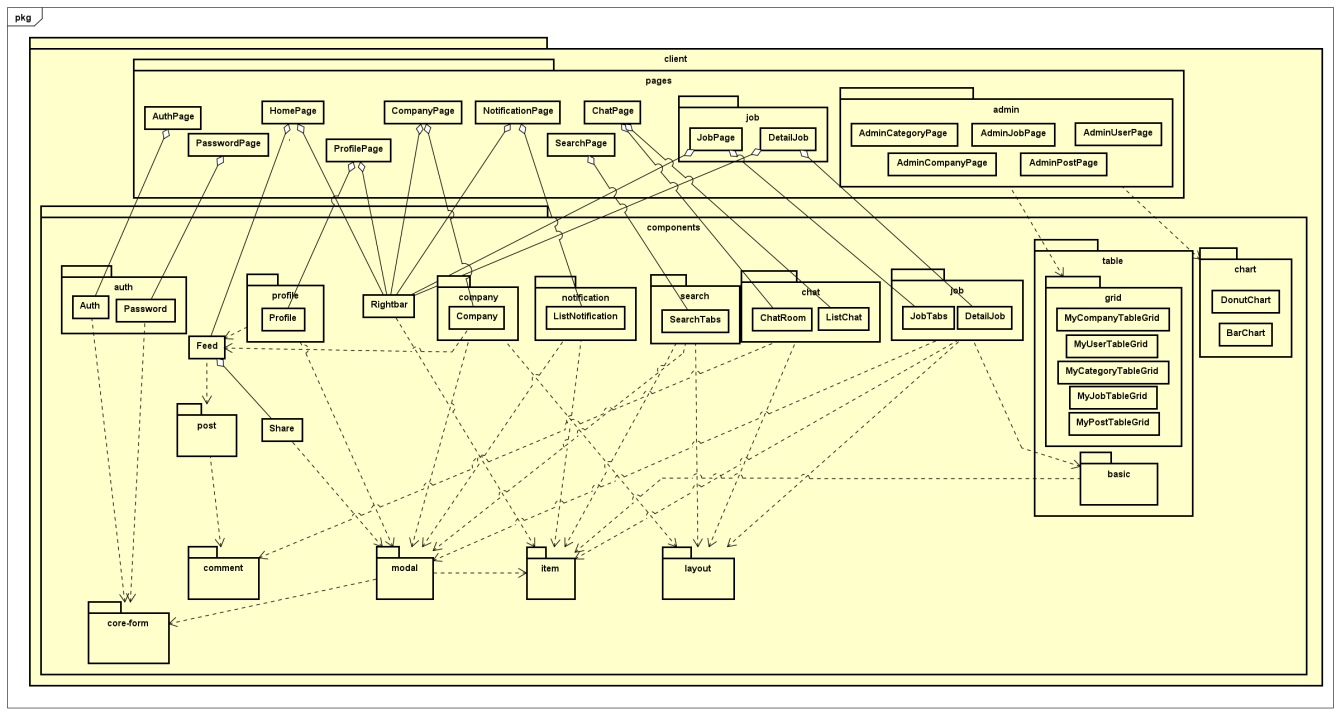 pkg
client
pages
AuthPage
HomePage
CompanyPage
NotificationPage
ChatPage
job
admin
PasswordPage
ProfilePage
SearchPage
JobPage
DetailJob
AdminCategoryPage
AdminJobPage
AdminUserPage
AdminCompanyPage
AdminPostPage
components
auth
Auth
Password
profile
Profile
Rightbar
company
Company
notification
ListNotification
search
SearchTabs
chat
ChatRoom
ListChat
job
JobTabs
DetailJob
table
grid
MyCompanyTableGrid
MyUserTableGrid
MyCategoryTableGrid
MyJobTableGrid
MyPostTableGrid
basic
chart
DonutChart
BarChart
Feed
post
Share
comment
modal
item
layout
core-form